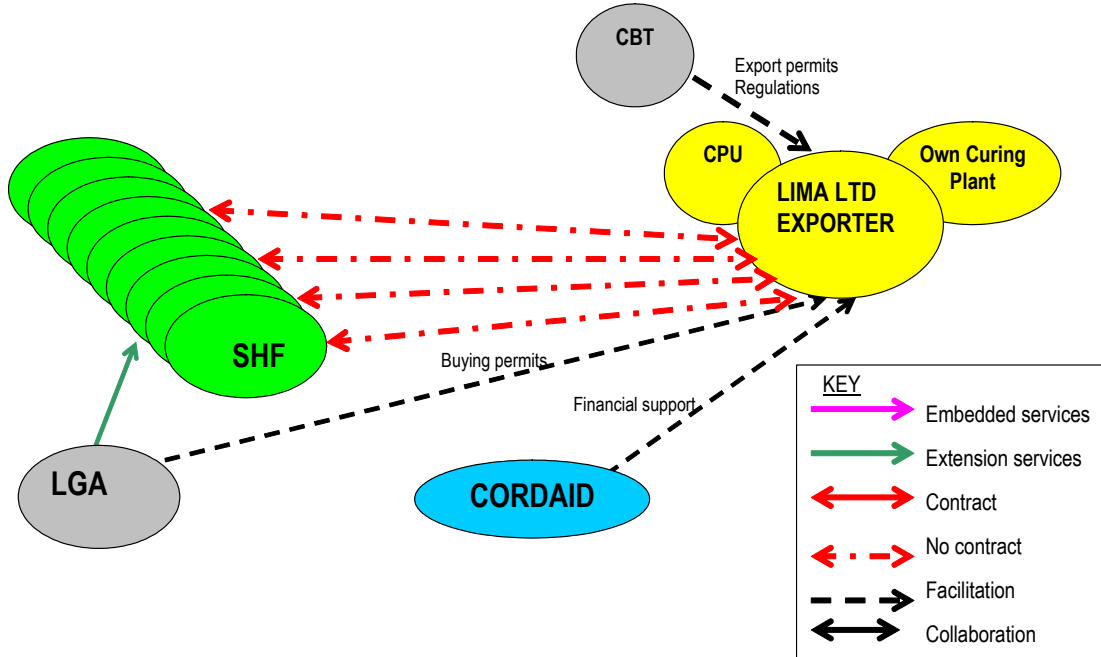 CBT
Export permits
Regulations
CPU
Own Curing
Plant
LIMA LTD
EXPORTER
SHF
Buying permits
Financial support
LGA
CORDAID
KEY
Embedded services
Extension services
Contract
No contract
Facilitation
Collaboration